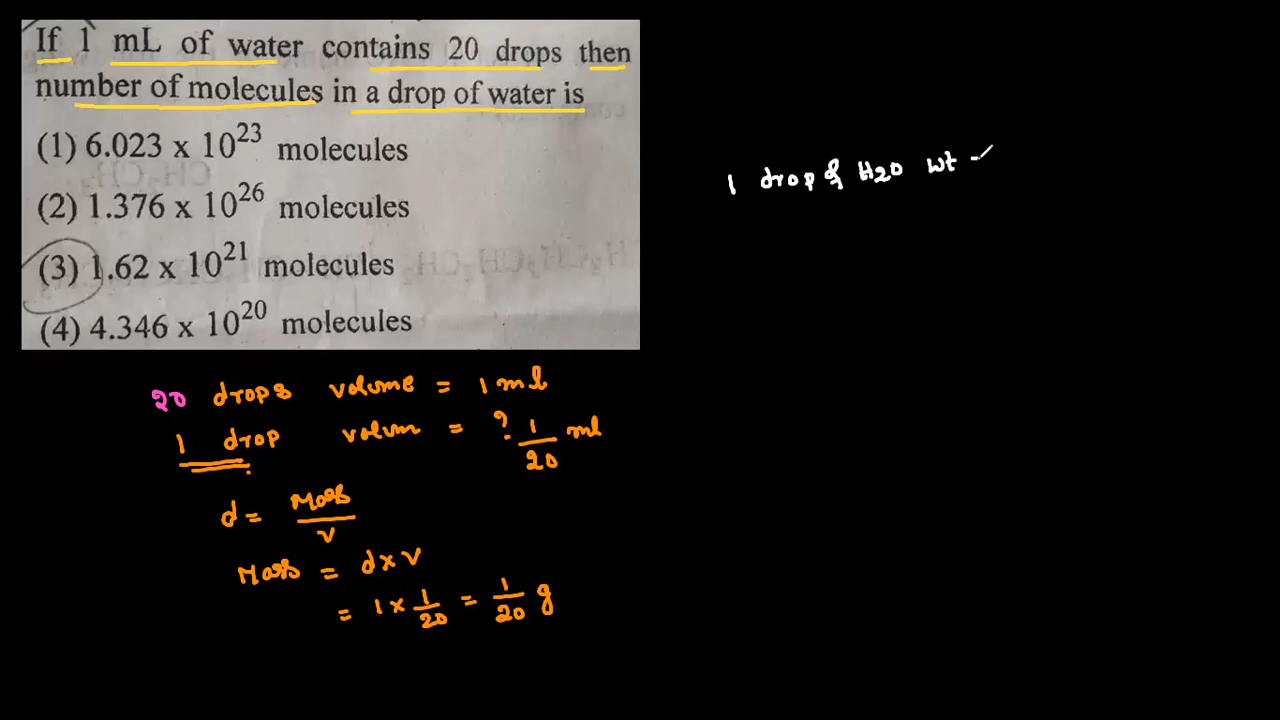 If 1 mL of water contains 20 drops then
number of molecules in a drop of water is
(1) 6.023 x 10^23 molecules
(2) 1.376 x 10^26 molecules
(3) 1.62 x 10^21 molecules
(4) 4.346 x 10^20 molecules
20 drops volume = 1 ml
1 drop volum = ? 1/20 ml
d = Mass/V
Mass = d x V
= 1 x 1/20 = 1/20 g
1 drop of H2O wt